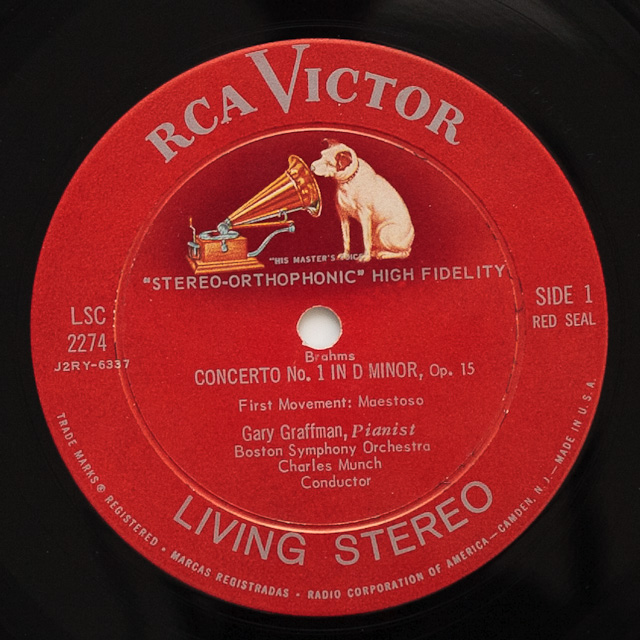 RCA VICTOR
"HIS MASTER'S VOICE"
"STEREO-ORTHOPHONIC" HIGH FIDELITY
LSC
2274
J2RY-6337
SIDE 1
RED SEAL
Brahms
CONCERTO No. 1 IN D MINOR, Op. 15
First Movement: Maestoso
Gary Graffman, Pianist
Boston Symphony Orchestra
Charles Munch
Conductor
LIVING STEREO
TRADE MARKS ® REGISTERED • MARCAS REGISTRADAS • RADIO CORPORATION OF AMERICA—CAMDEN, N. J.—MADE IN U.S.A.